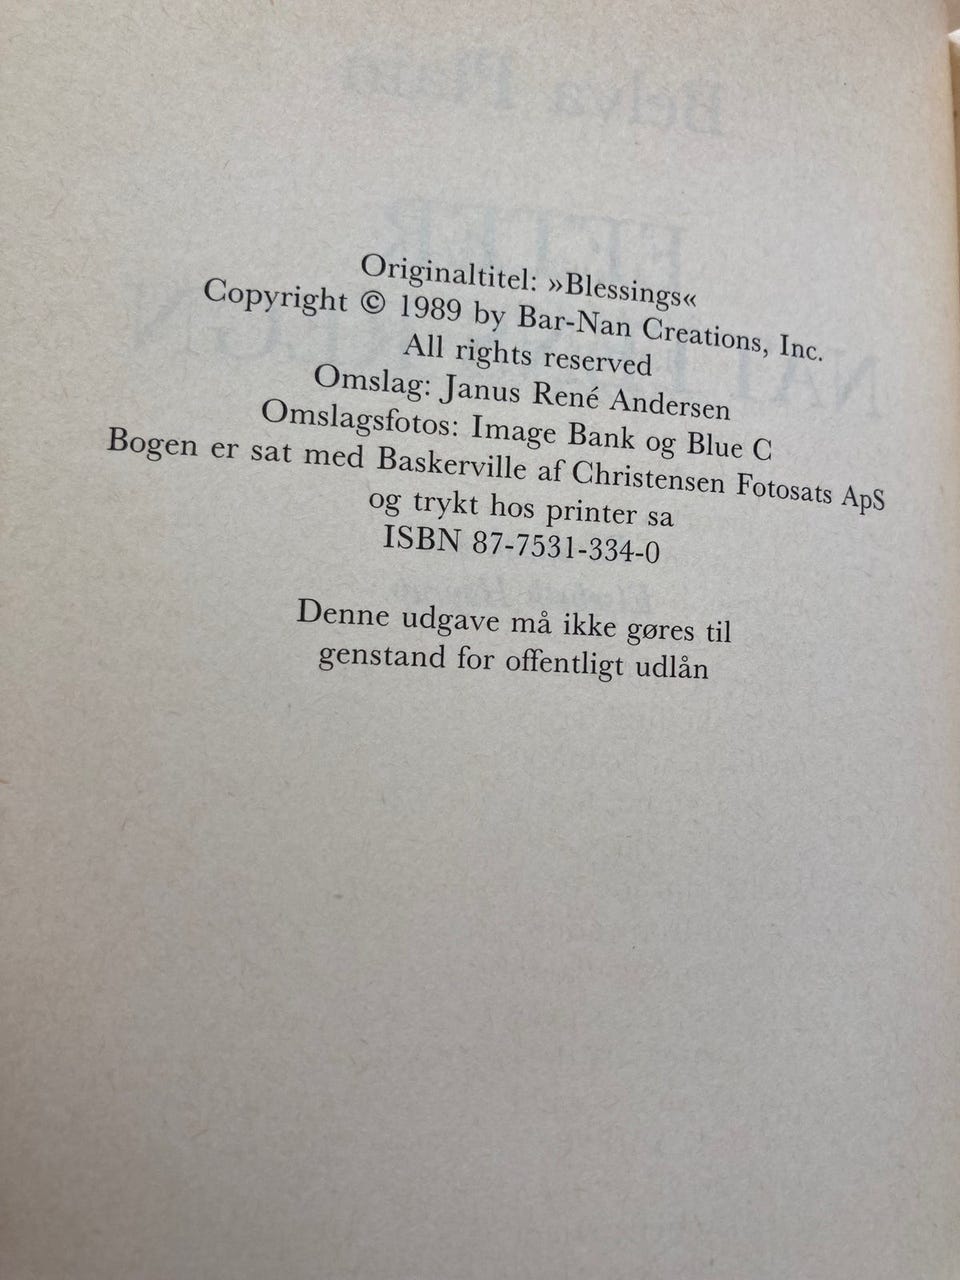 Originaltitel: »Blessings«
Copyright © 1989 by Bar-Nan Creations, Inc.
All rights reserved
Omslag: Janus René Andersen
Omslagsfotos: Image Bank og Blue C
Bogen er sat med Baskerville af Christensen Fotosats ApS
og trykt hos printer sa
ISBN 87-7531-334-0
Denne udgave må ikke gøres til
genstand for offentligt udlån